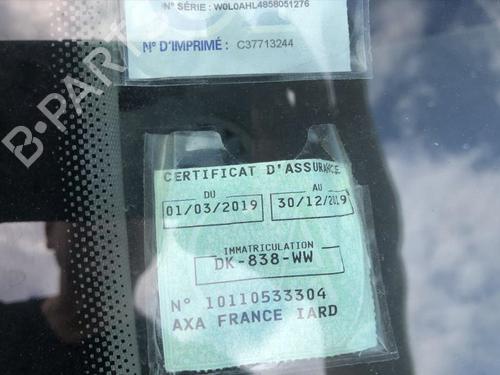 N° SÉRIE : W0L0AHL4858051276
N° D'IMPRIMÉ : C37713244
B-PARTS
CERTIFICAT D'ASSURANCE
DU AU
01/03/2019 30/12/2019
IMMATRICULATION
DK-838-WW
N° 10110533304
AXA FRANCE IARD